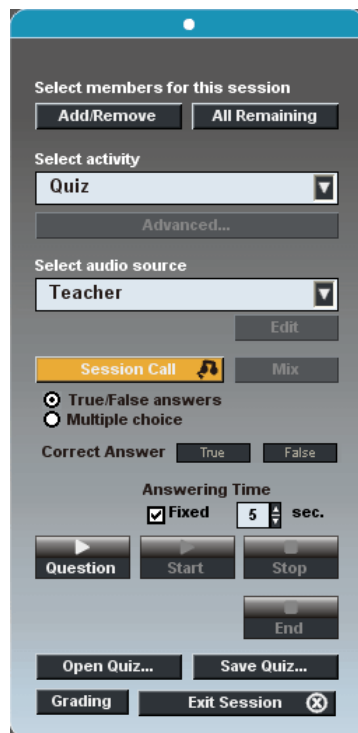 Select members for this session
Add/Remove All Remaining
Select activity
Quiz
Advanced...
Select audio source
Teacher
Edit
Session Call Mix
True/False answers
Multiple choice
Correct Answer True False
Answering Time
Fixed 5 sec.
Question Start Stop
End
Open Quiz... Save Quiz...
Grading Exit Session